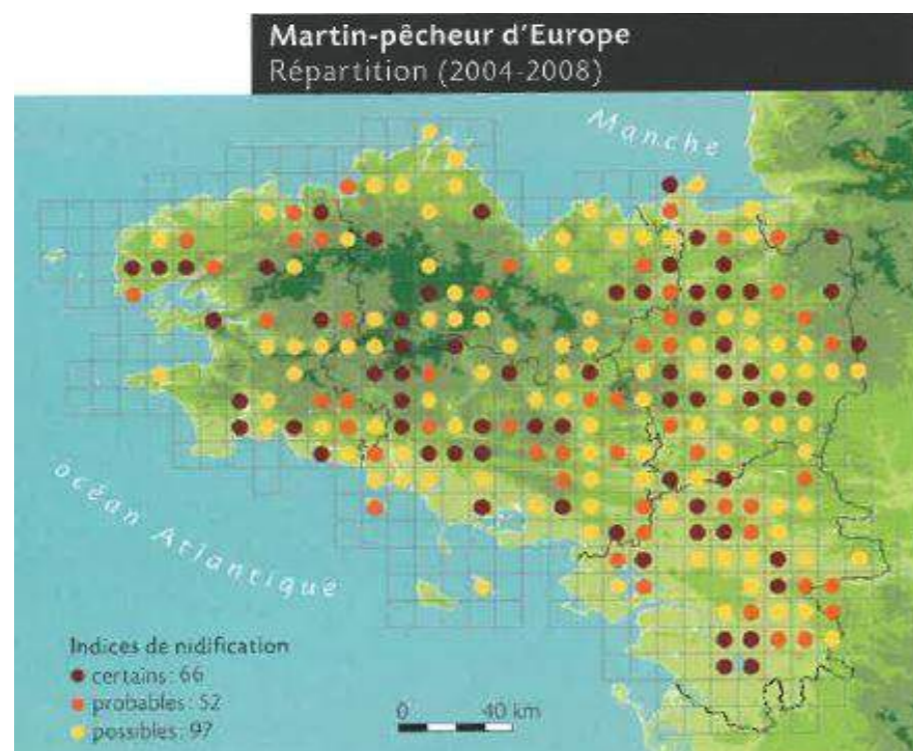 Martin-pêcheur d'Europe
Répartition (2004-2008)
Manche
océan Atlantique
Indices de nidification
certains: 66
probables: 52
possibles: 97
0 40 km